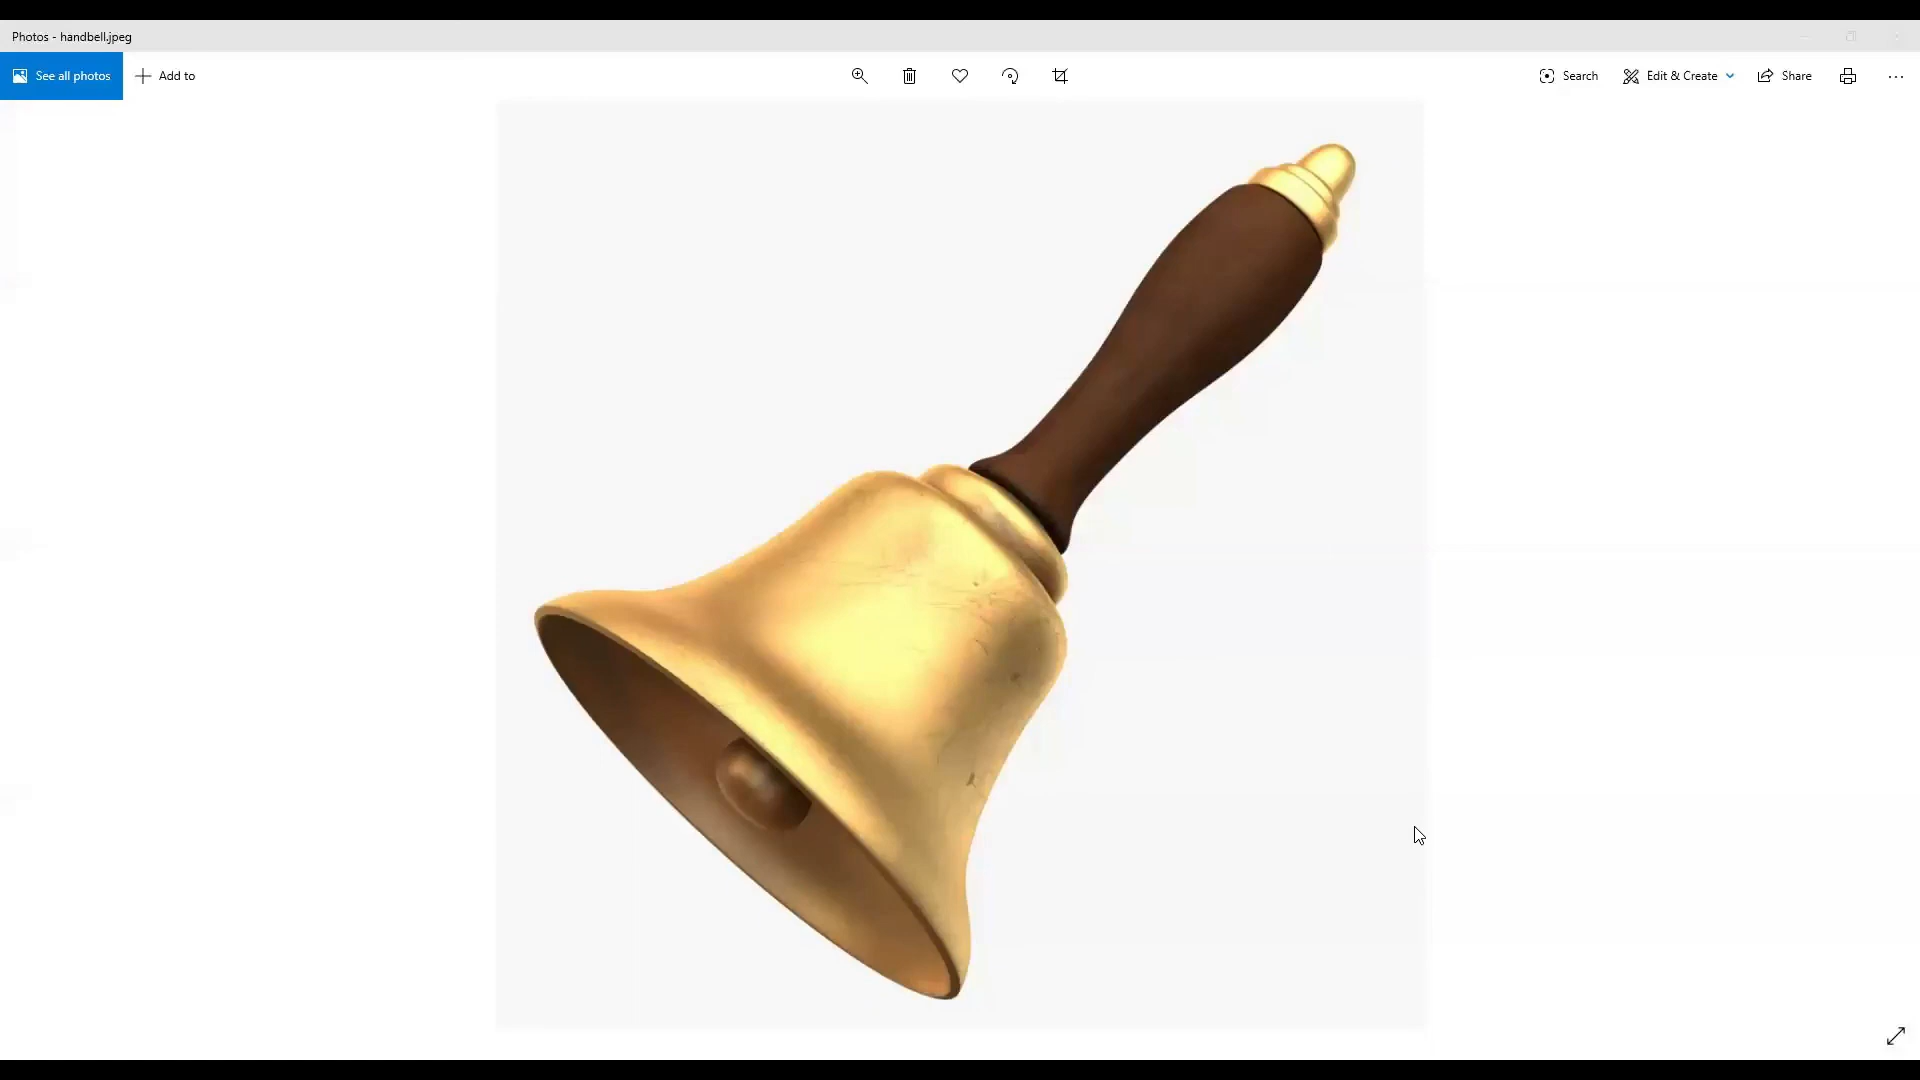 Photos - handbell.jpeg
See all photos
Add to
Search
Edit & Create
Share